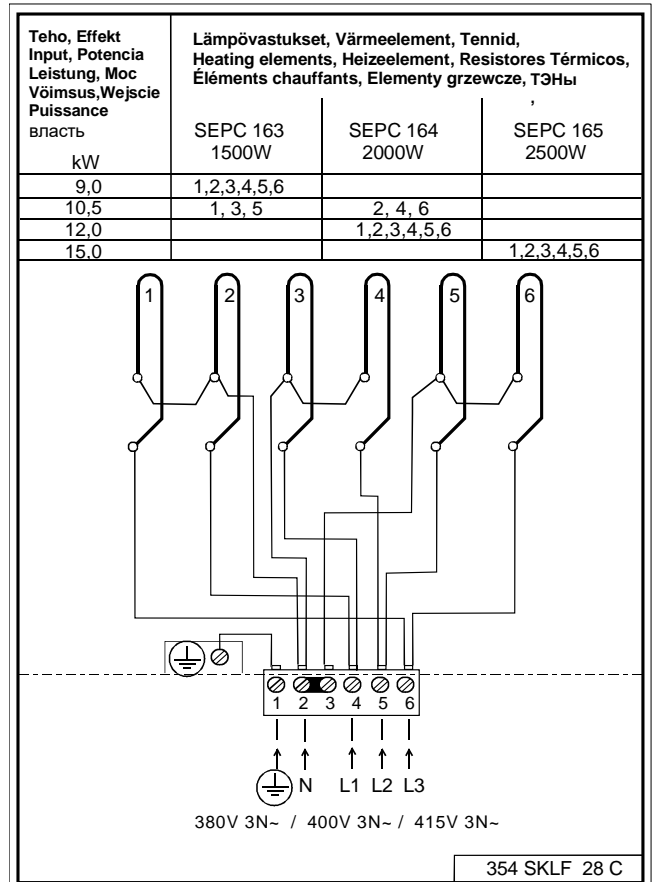 Teho, Effekt
Input, Potencia
Leistung, Moc
Vöimsus,Wejscie
Puissance
власть
kW
Lämpövastukset, Värmeelement, Tennid,
Heating elements, Heizeelement, Resistores Térmicos,
Éléments chauffants, Elementy grzewcze, ТЭНы
,
SEPC 163
1500W
SEPC 164
2000W
SEPC 165
2500W
9,0 1,2,3,4,5,6
10,5 1, 3, 5 2, 4, 6
12,0 1,2,3,4,5,6
15,0 1,2,3,4,5,6
1 2 3 4 5 6
1 2 3 4 5 6
N L1 L2 L3
380V 3N~ / 400V 3N~ / 415V 3N~
354 SKLF 28 C